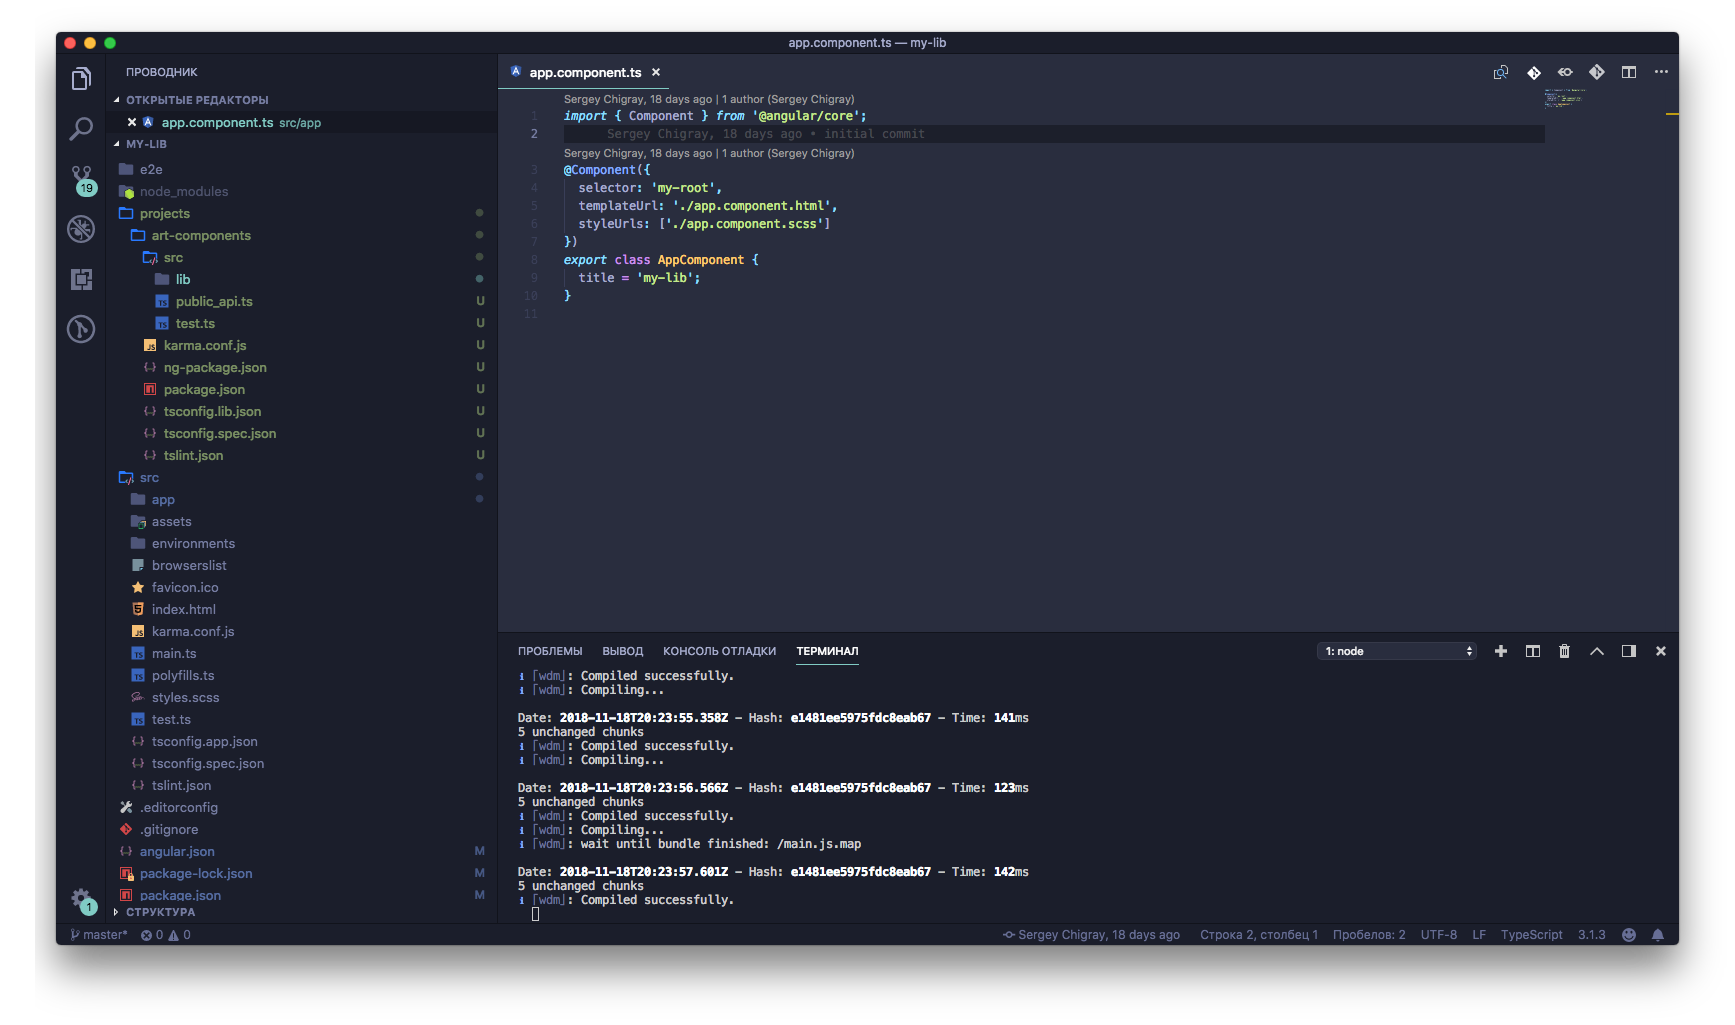 app.component.ts — my-lib
ПРОВОДНИК
ОТКРЫТЫЕ РЕДАКТОРЫ
app.component.ts src/app
MY-LIB
e2e
node_modules
projects
art-components
src
lib
public_api.ts U
test.ts U
karma.conf.js U
ng-package.json U
package.json U
tsconfig.lib.json U
tsconfig.spec.json U
tslint.json U
src
app
assets
environments
browserslist
favicon.ico
index.html
karma.conf.js
main.ts
polyfills.ts
styles.scss
test.ts
tsconfig.app.json
tsconfig.spec.json
tslint.json
.editorconfig
.gitignore
angular.json M
package-lock.json M
package.json M
СТРУКТУРА
19
1
app.component.ts
Sergey Chigray, 18 days ago | 1 author (Sergey Chigray)
1 import { Component } from '@angular/core';
2 Sergey Chigray, 18 days ago • initial commit
Sergey Chigray, 18 days ago | 1 author (Sergey Chigray)
3 @Component({
4 selector: 'my-root',
5 templateUrl: './app.component.html',
6 styleUrls: ['./app.component.scss']
7 })
8 export class AppComponent {
9 title = 'my-lib';
10 }
11
ПРОБЛЕМЫ ВЫВОД КОНСОЛЬ ОТЛАДКИ ТЕРМИНАЛ 1: node
i ｢wdm｣: Compiled successfully.
i ｢wdm｣: Compiling...
Date: 2018-11-18T20:23:55.358Z - Hash: e1481ee5975fdc8eab67 - Time: 141ms
5 unchanged chunks
i ｢wdm｣: Compiled successfully.
i ｢wdm｣: Compiling...
Date: 2018-11-18T20:23:56.566Z - Hash: e1481ee5975fdc8eab67 - Time: 123ms
5 unchanged chunks
i ｢wdm｣: Compiled successfully.
i ｢wdm｣: Compiling...
i ｢wdm｣: wait until bundle finished: /main.js.map
Date: 2018-11-18T20:23:57.601Z - Hash: e1481ee5975fdc8eab67 - Time: 142ms
5 unchanged chunks
i ｢wdm｣: Compiled successfully.
master* 0 0 Sergey Chigray, 18 days ago Строка 2, столбец 1 Пробелов: 2 UTF-8 LF TypeScript 3.1.3